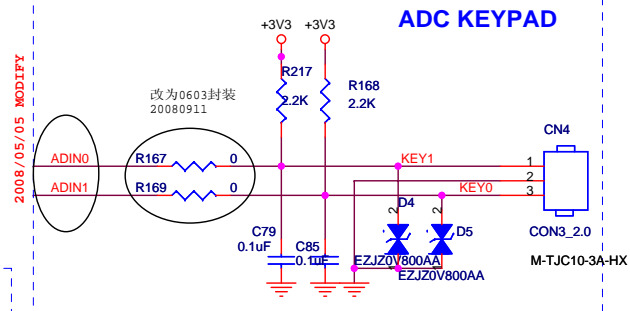 ADC KEYPAD
+3V3
+3V3
R217
2.2K
R168
2.2K
2008/05/05 MODIFY
改为0603封装
20080911
ADIN0
R167
0
KEY1
ADIN1
R169
0
KEY0
CN4
1
2
3
CON3_2.0
M-TJC10-3A-HX
C79
0.1uF
C85
0.1uF
D4
2
EZJZ0V800AA
2
D5
EZJZ0V800AA